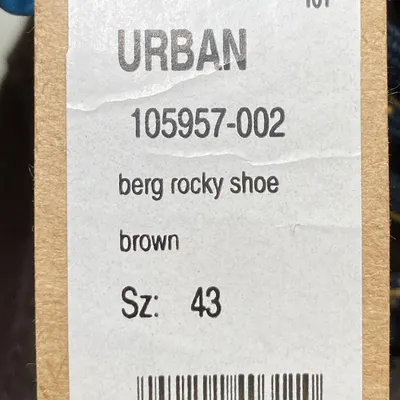 URBAN
105957-002
berg rocky shoe
brown
Sz: 43